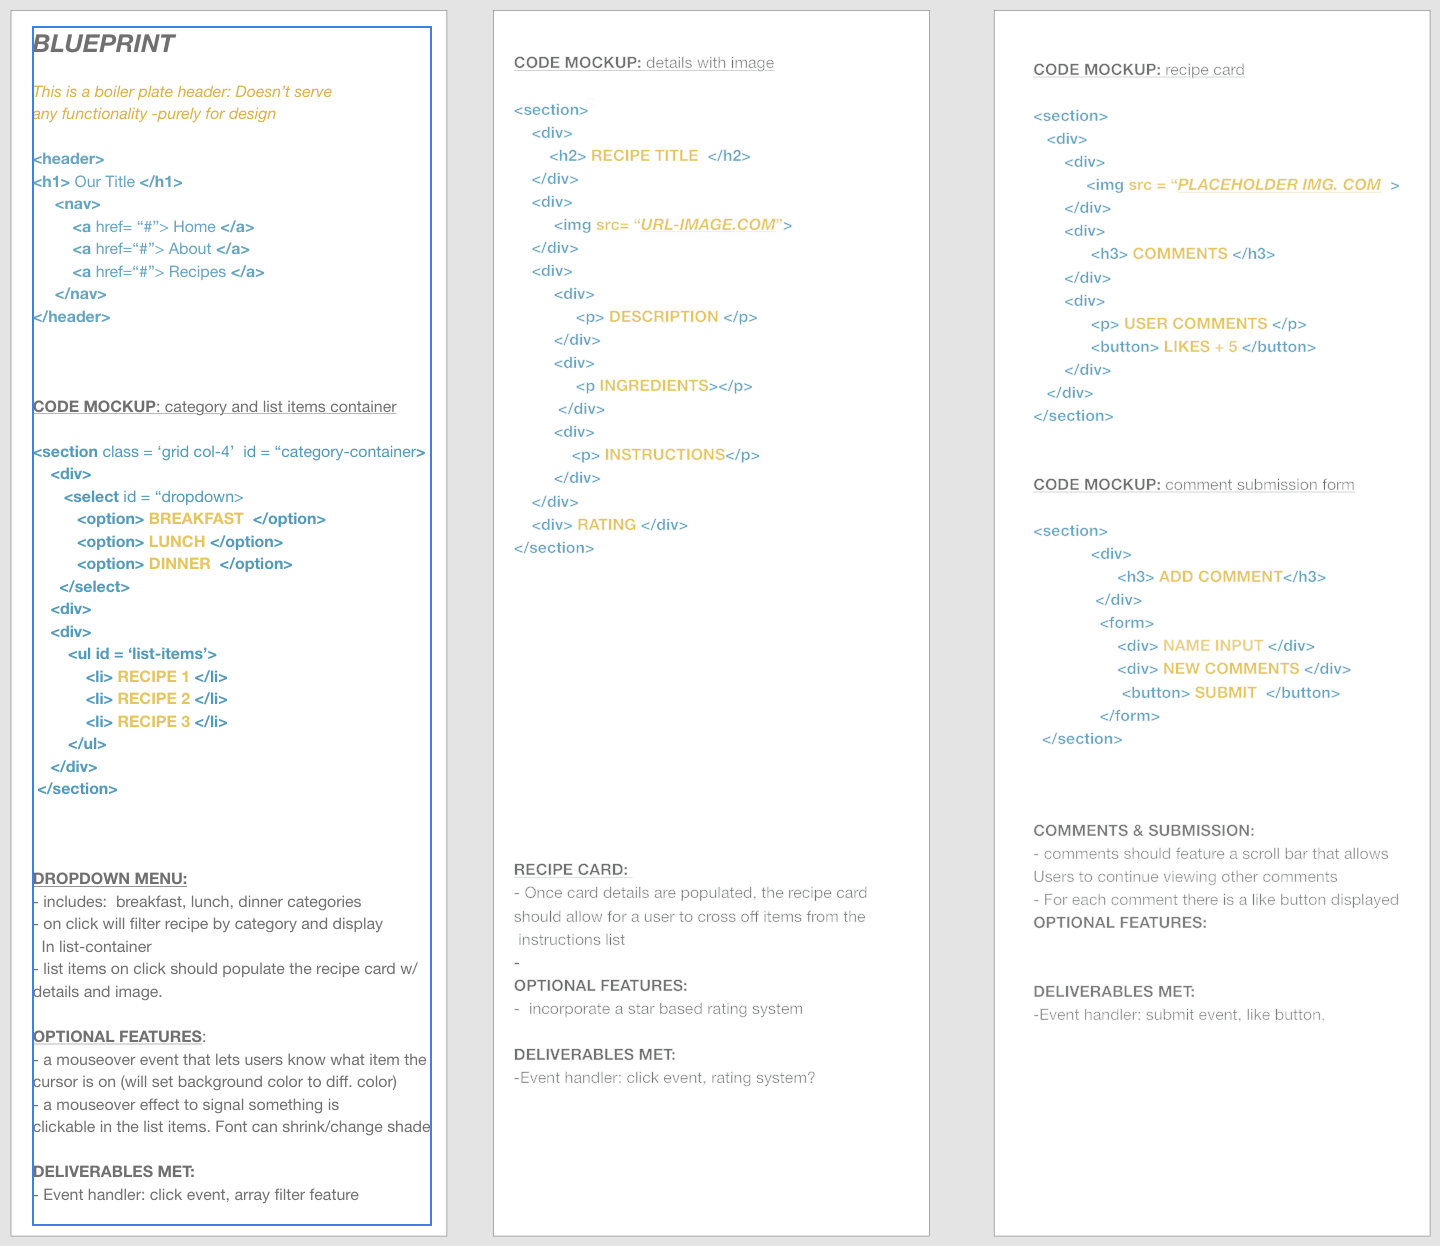 BLUEPRINT
This is a boiler plate header: Doesn’t serve
any functionality -purely for design
<header>
<h1> Our Title </h1>
<nav>
<a href= “#”> Home </a>
<a href=“#”> About </a>
<a href=“#”> Recipes </a>
</nav>
</header>
CODE MOCKUP: category and list items container
<section class = ‘grid col-4’  id = “category-container>
<div>
<select id = “dropdown>
<option> BREAKFAST  </option>
<option> LUNCH </option>
<option> DINNER  </option>
</select>
<div>
<div>
<ul id = ‘list-items’>
<li> RECIPE 1 </li>
<li> RECIPE 2 </li>
<li> RECIPE 3 </li>
</ul>
</div>
</section>
DROPDOWN MENU:
- includes:  breakfast, lunch, dinner categories
- on click will filter recipe by category and display
In list-container
- list items on click should populate the recipe card w/
details and image.
OPTIONAL FEATURES:
- a mouseover event that lets users know what item the
cursor is on (will set background color to diff. color)
- a mouseover effect to signal something is
clickable in the list items. Font can shrink/change shade
DELIVERABLES MET:
- Event handler: click event, array filter feature
CODE MOCKUP: details with image
<section>
<div>
<h2> RECIPE TITLE  </h2>
</div>
<div>
<img src= “URL-IMAGE.COM”>
</div>
<div>
<div>
<p> DESCRIPTION </p>
</div>
<div>
<p INGREDIENTS></p>
</div>
<div>
<p> INSTRUCTIONS</p>
</div>
</div>
<div> RATING </div>
</section>
RECIPE CARD:
- Once card details are populated, the recipe card
should allow for a user to cross off items from the
instructions list
-
OPTIONAL FEATURES:
-  incorporate a star based rating system
DELIVERABLES MET:
-Event handler: click event, rating system?
CODE MOCKUP: recipe card
<section>
<div>
<div>
<img src = “PLACEHOLDER IMG. COM  >
</div>
<div>
<h3> COMMENTS </h3>
</div>
<div>
<p> USER COMMENTS </p>
<button> LIKES + 5 </button>
</div>
</div>
</section>
CODE MOCKUP: comment submission form
<section>
<div>
<h3> ADD COMMENT</h3>
</div>
<form>
<div> NAME INPUT </div>
<div> NEW COMMENTS </div>
<button> SUBMIT  </button>
</form>
</section>
COMMENTS & SUBMISSION:
- comments should feature a scroll bar that allows
Users to continue viewing other comments
- For each comment there is a like button displayed
OPTIONAL FEATURES:
DELIVERABLES MET:
-Event handler: submit event, like button,